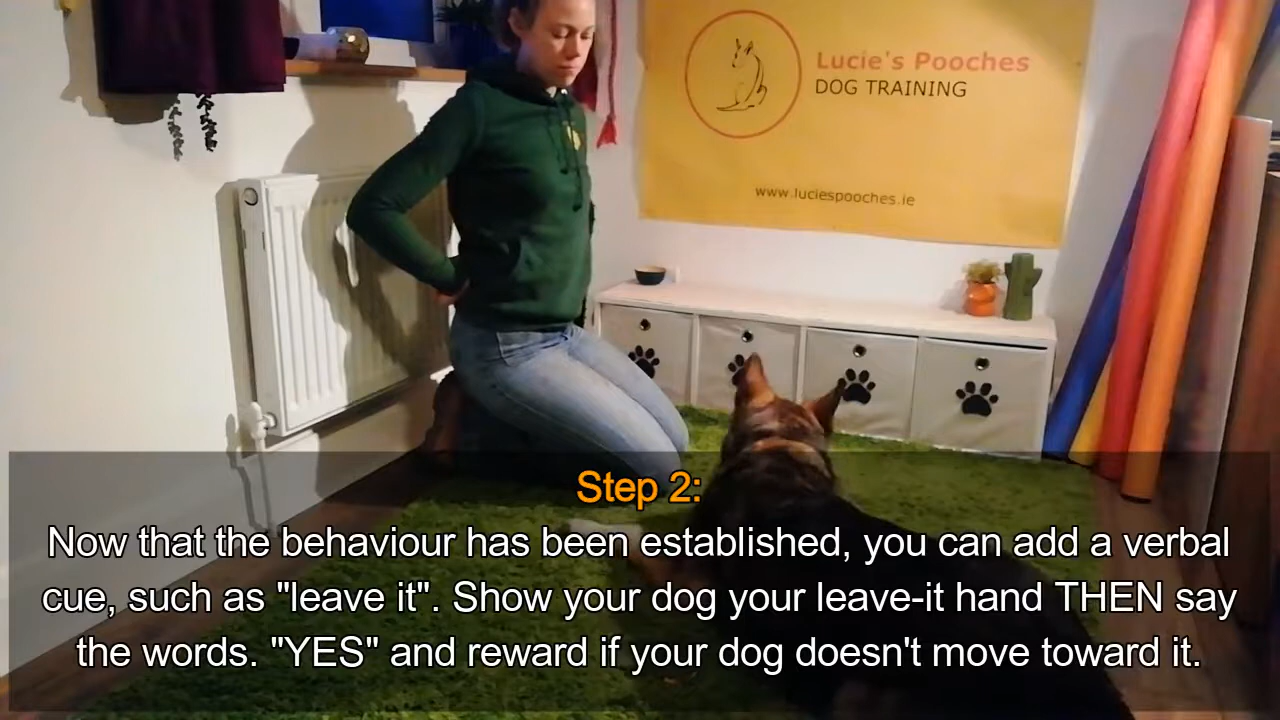 Lucie's Pooches
DOG TRAINING
www.luciespooches.ie
Step 2:
Now that the behaviour has been established, you can add a verbal
cue, such as "leave it". Show your dog your leave-it hand THEN say
the words. "YES" and reward if your dog doesn't move toward it.